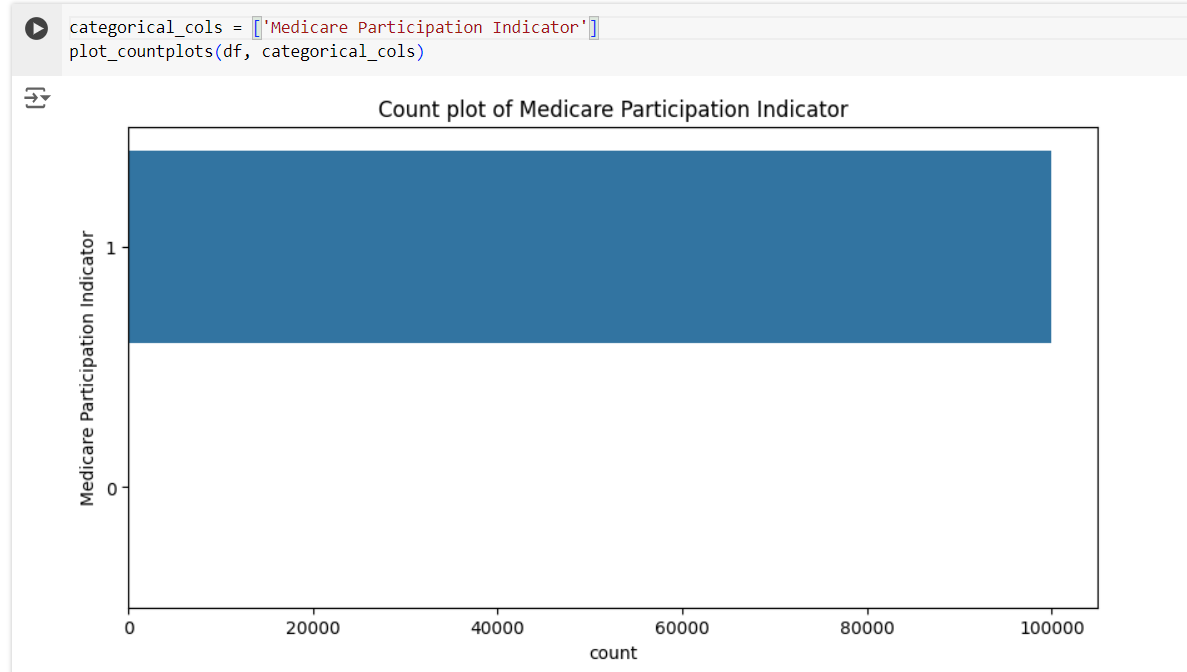 categorical_cols = ['Medicare Participation Indicator']
plot_countplots(df, categorical_cols)
Count plot of Medicare Participation Indicator
Medicare Participation Indicator
1
0
0 20000 40000 60000 80000 100000
count